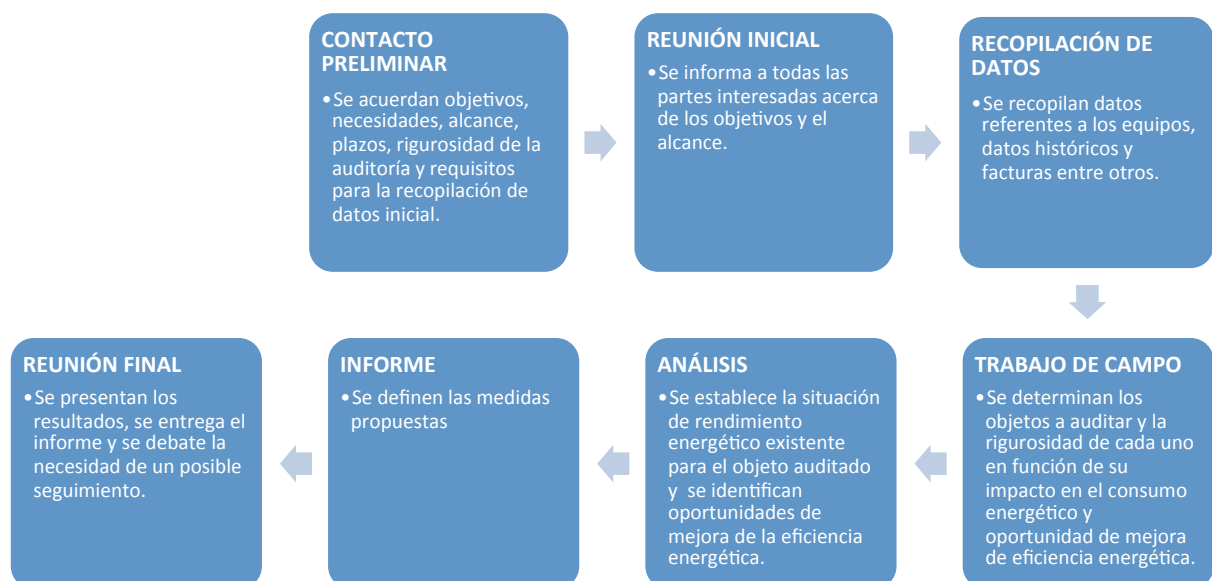 CONTACTO
PRELIMINAR
•Se acuerdan objetivos,
necesidades, alcance,
plazos, rigurosidad de la
auditoría y requisitos
para la recopilación de
datos inicial.
REUNIÓN INICIAL
•Se informa a todas las
partes interesadas acerca
de los objetivos y el
alcance.
RECOPILACIÓN DE
DATOS
•Se recopilan datos
referentes a los equipos,
datos históricos y
facturas entre otros.
TRABAJO DE CAMPO
•Se determinan los
objetos a auditar y la
rigurosidad de cada uno
en función de su
impacto en el consumo
energético y
oportunidad de mejora
de eficiencia energética.
ANÁLISIS
•Se establece la situación
de rendimiento
energético existente
para el objeto auditado
y se identifican
oportunidades de
mejora de la eficiencia
energética.
INFORME
•Se definen las medidas
propuestas
REUNIÓN FINAL
•Se presentan los
resultados, se entrega el
informe y se debate la
necesidad de un posible
seguimiento.